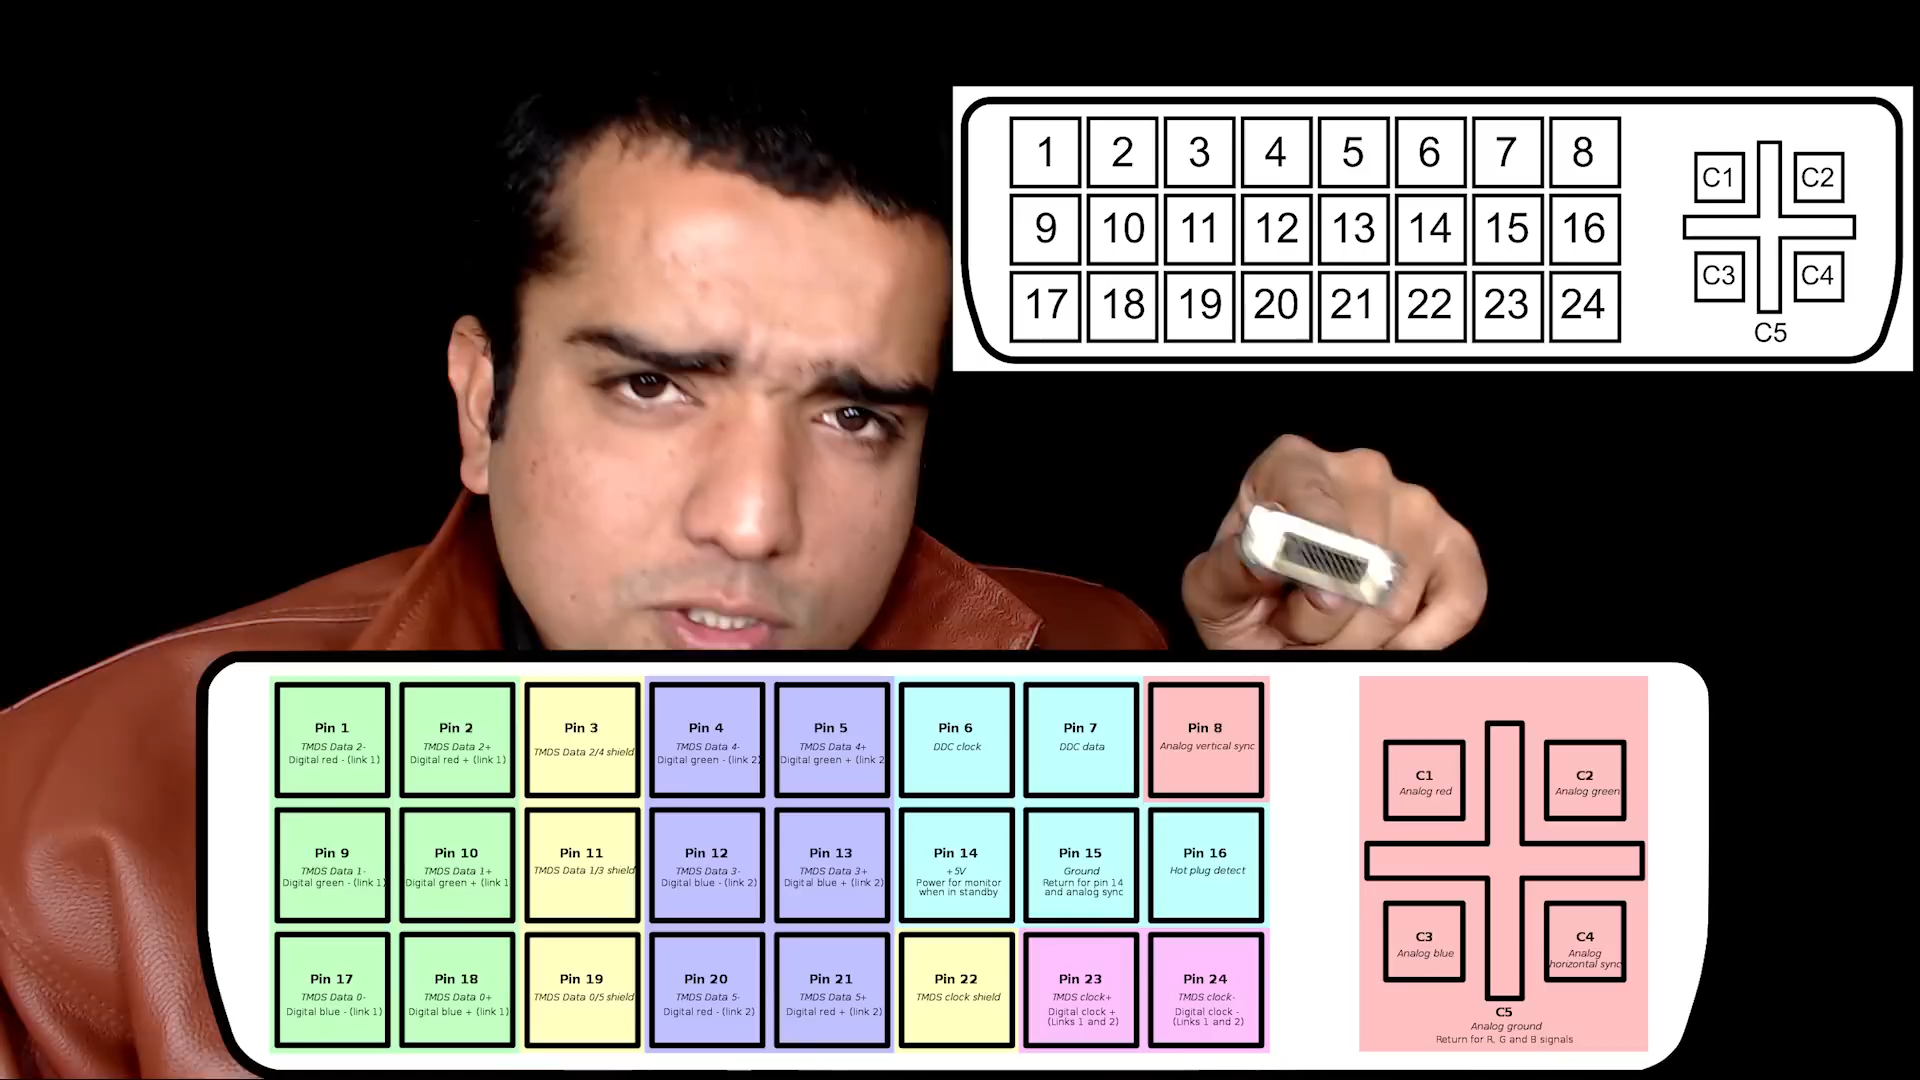 1 2 3 4 5 6 7 8
C1 C2
9 10 11 12 13 14 15 16
C3 C4
17 18 19 20 21 22 23 24
C5
Pin 1
TMDS Data 2-
Digital red - (link 1)
Pin 2
TMDS Data 2+
Digital red + (link 1)
Pin 3
TMDS Data 2/4 shield
Pin 4
TMDS Data 4-
Digital green - (link 2)
Pin 5
TMDS Data 4+
Digital green + (link 2
Pin 6
DDC clock
Pin 7
DDC data
Pin 8
Analog vertical sync
Pin 9
TMDS Data 1-
Digital green - (link 1)
Pin 10
TMDS Data 1+
Digital green + (link 1
Pin 11
TMDS Data 1/3 shield
Pin 12
TMDS Data 3-
Digital blue - (link 2)
Pin 13
TMDS Data 3+
Digital blue + (link 2)
Pin 14
+5V
Power for monitor
when in standby
Pin 15
Ground
Return for pin 14
and analog sync
Pin 16
Hot plug detect
Pin 17
TMDS Data 0-
Digital blue - (link 1)
Pin 18
TMDS Data 0+
Digital blue + (link 1)
Pin 19
TMDS Data 0/5 shield
Pin 20
TMDS Data 5-
Digital red - (link 2)
Pin 21
TMDS Data 5+
Digital red + (link 2)
Pin 22
TMDS clock shield
Pin 23
TMDS clock+
Digital clock +
(Links 1 and 2)
Pin 24
TMDS clock-
Digital clock -
(Links 1 and 2)
C1
Analog red
C2
Analog green
C3
Analog blue
C4
Analog
horizontal sync
C5
Analog ground
Return for R, G and B signals